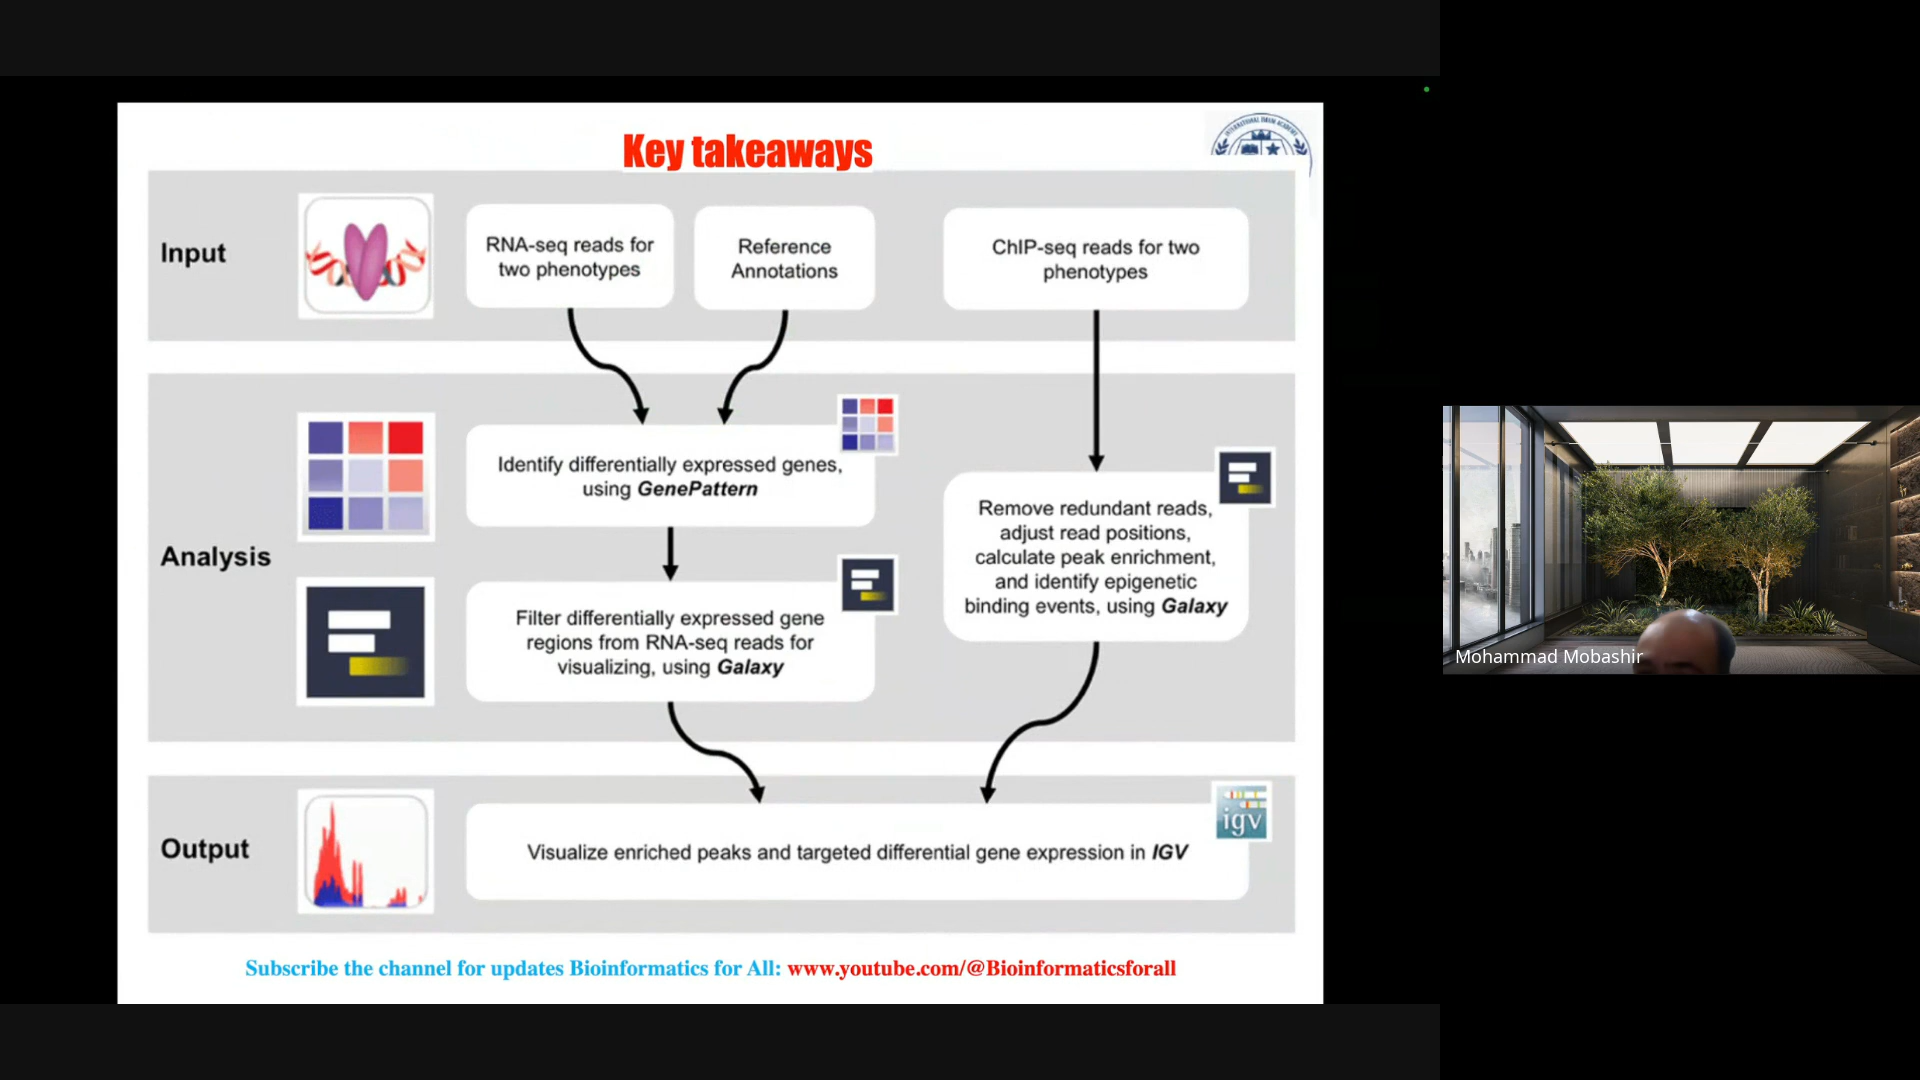 Key takeaways
INTERNATIONAL
ACADEMY
Input
RNA-seq reads for
two phenotypes
Reference
Annotations
ChIP-seq reads for two
phenotypes
Analysis
Identify differentially expressed genes,
using GenePattern
Filter differentially expressed gene
regions from RNA-seq reads for
visualizing, using Galaxy
Remove redundant reads,
adjust read positions,
calculate peak enrichment,
and identify epigenetic
binding events, using Galaxy
Output
igv
Visualize enriched peaks and targeted differential gene expression in IGV
Subscribe the channel for updates Bioinformatics for All: www.youtube.com/@Bioinformaticsforall
Mohammad Mobashir